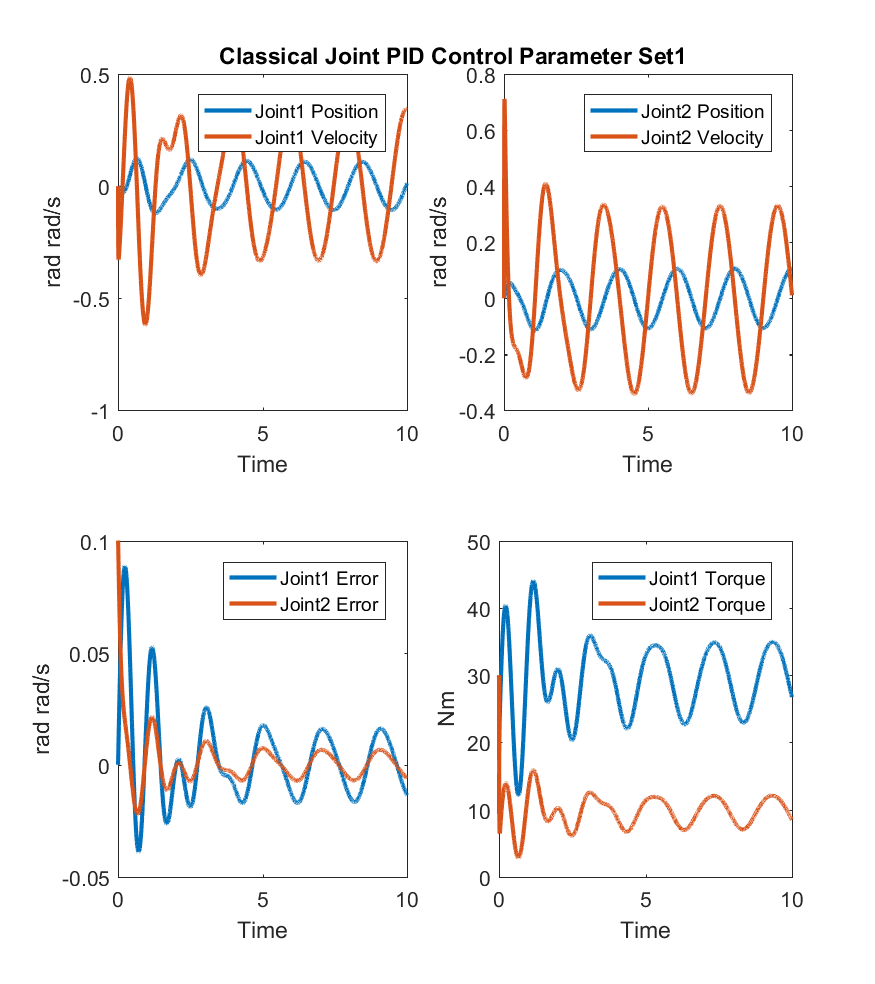 Classical Joint PID Control Parameter Set1
0.5
0
-0.5
-1
rad rad/s
0
5
10
Time
Joint1 Position
Joint1 Velocity
0.8
0.6
0.4
0.2
0
-0.2
-0.4
rad rad/s
0
5
10
Time
Joint2 Position
Joint2 Velocity
0.1
0.05
0
-0.05
rad rad/s
0
5
10
Time
Joint1 Error
Joint2 Error
50
40
30
20
10
0
Nm
0
5
10
Time
Joint1 Torque
Joint2 Torque